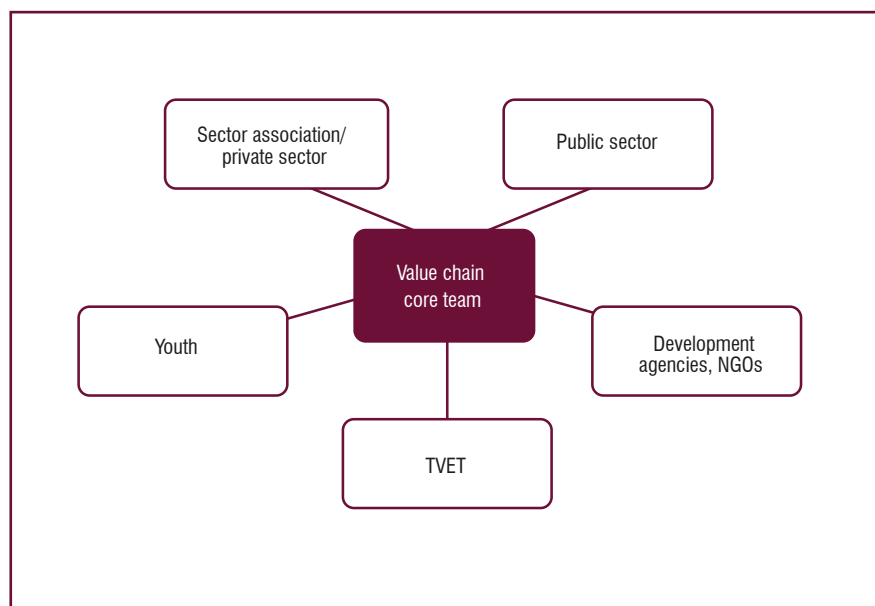 Sector association/
private sector
Public sector
Value chain
core team
Youth
Development
agencies, NGOs
TVET